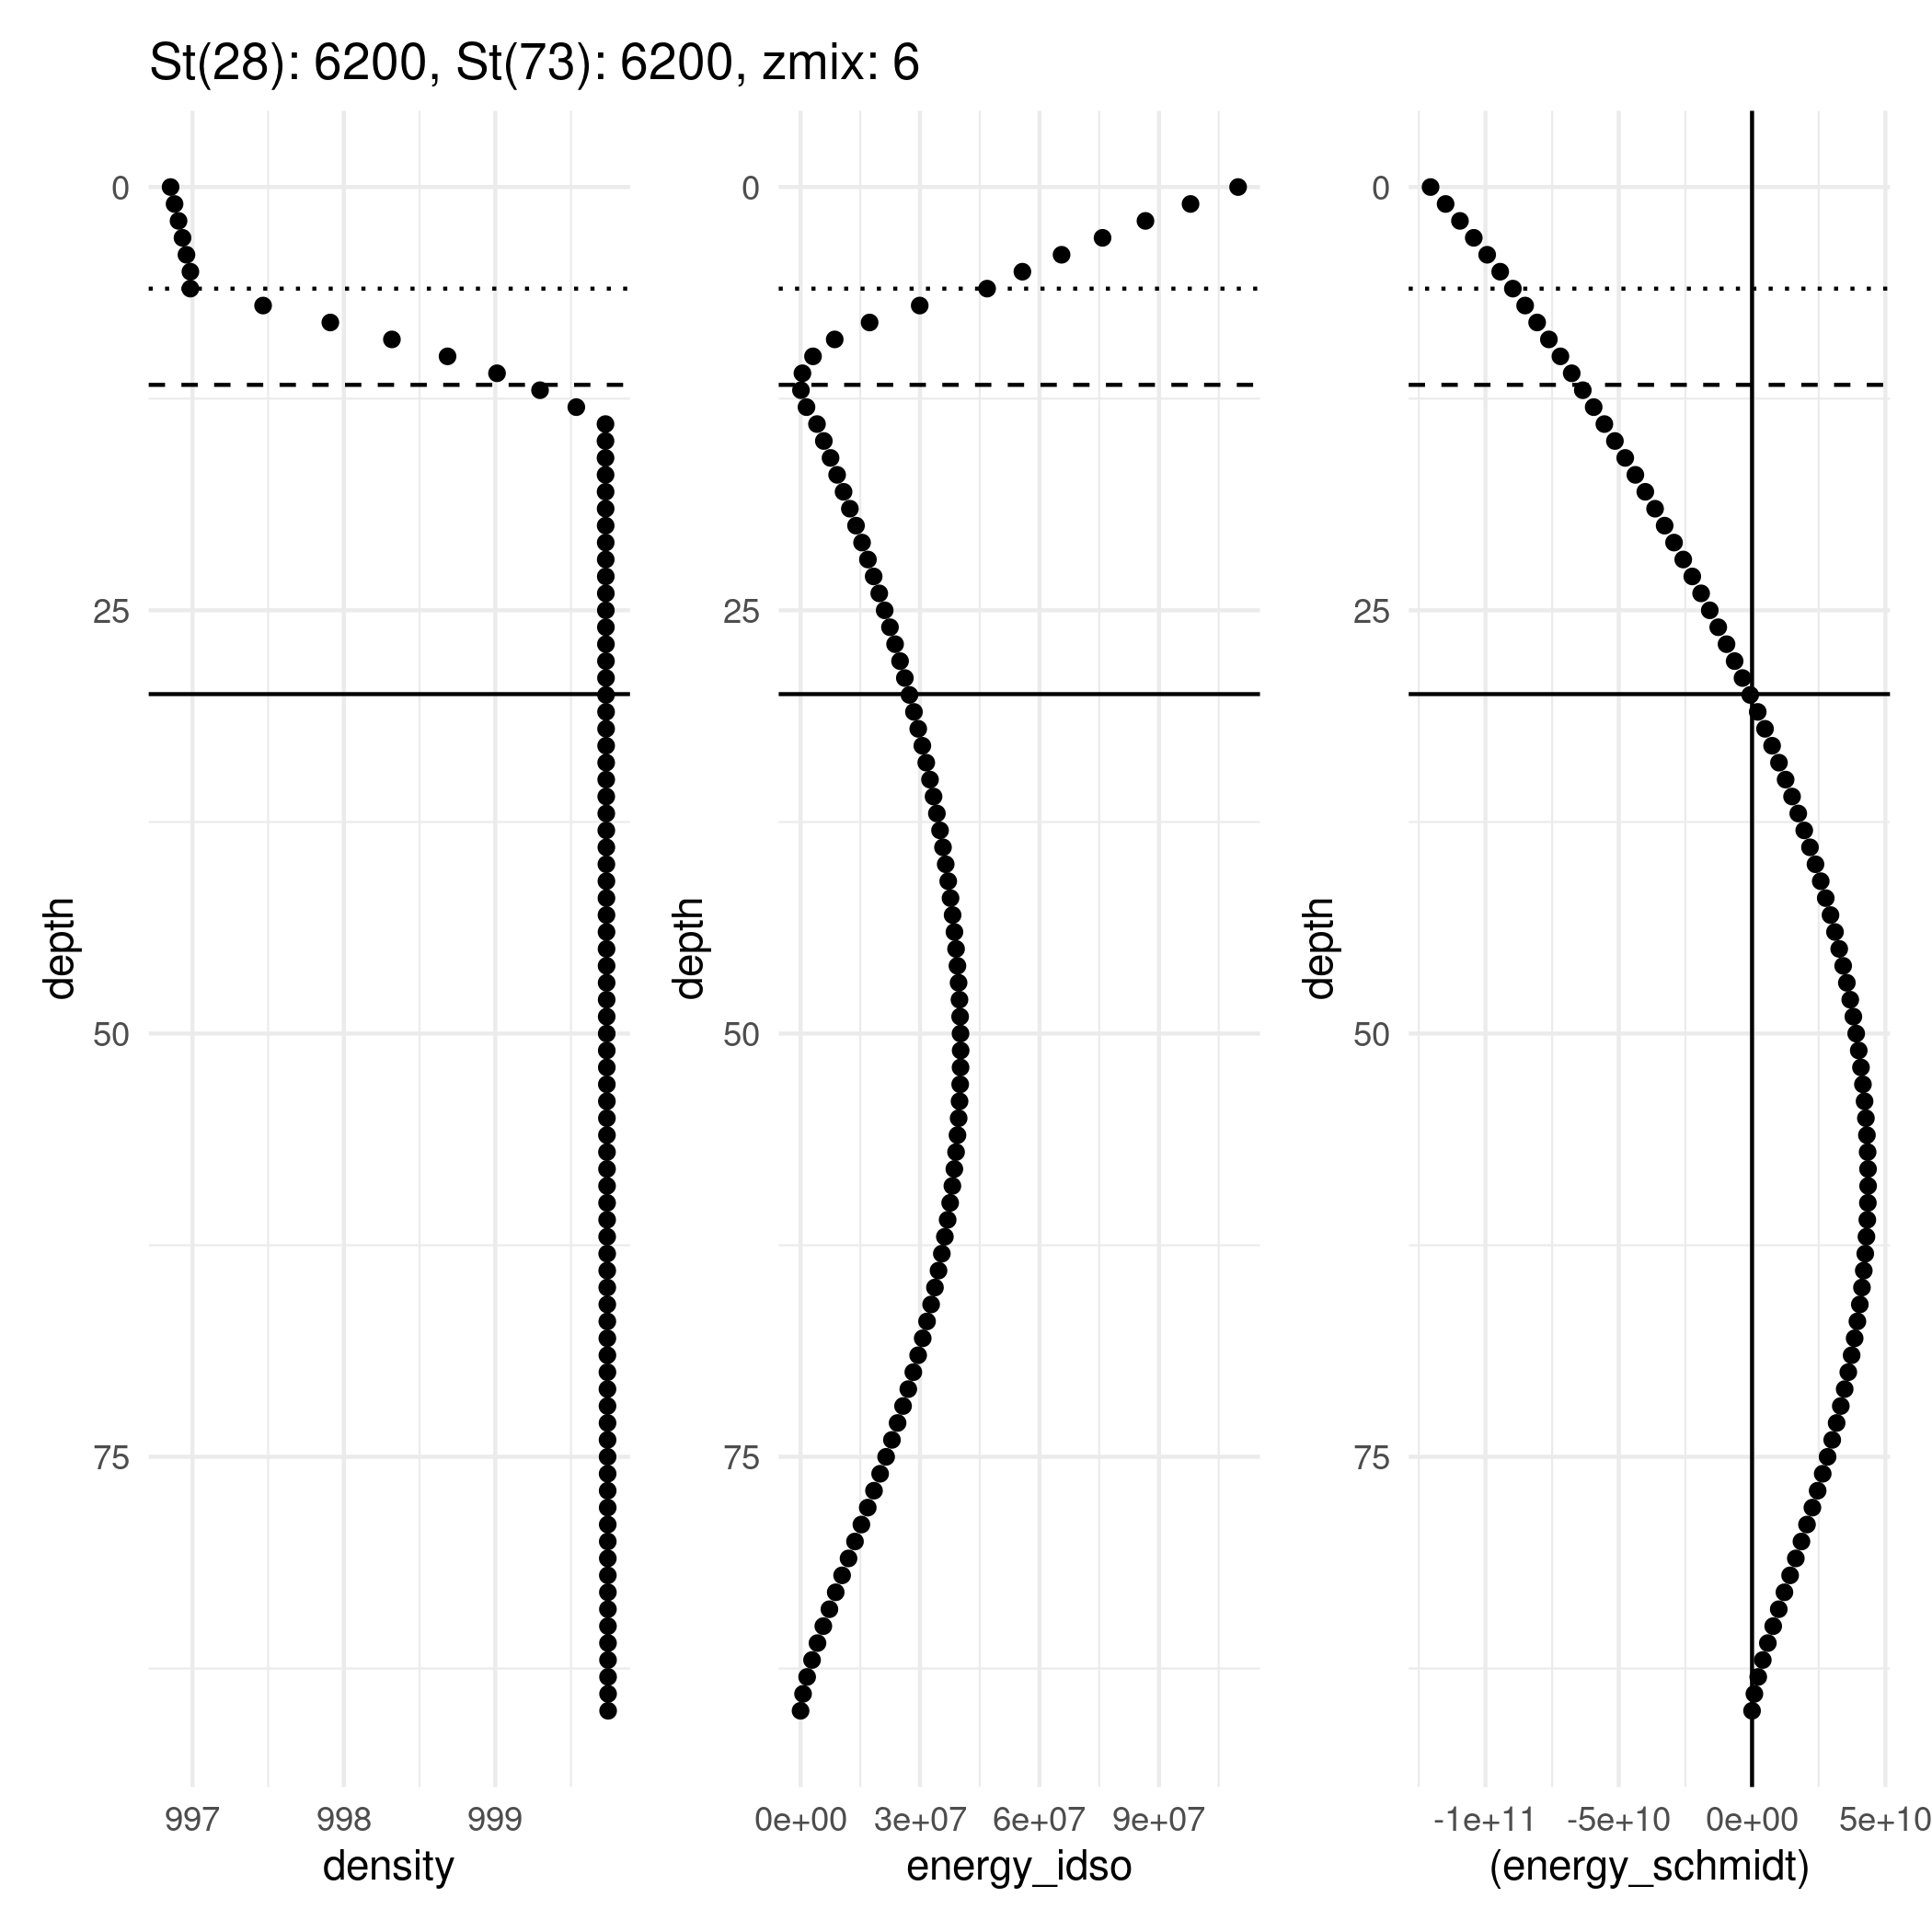 St(28): 6200, St(73): 6200, zmix: 6
0
25
50
75
depth
997 998 999
density
0
25
50
75
depth
0e+00 3e+07 6e+07 9e+07
energy_idso
0
25
50
75
depth
-1e+11 -5e+10 0e+00 5e+10
(energy_schmidt)